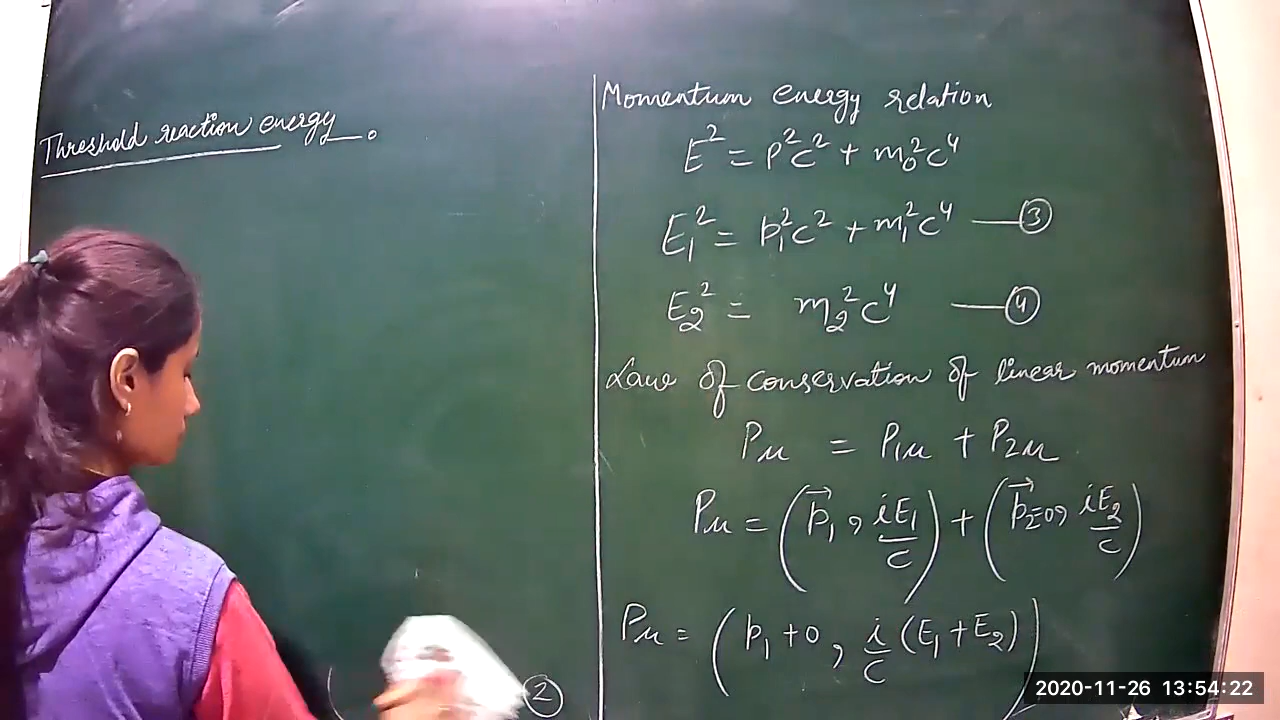 Threshold reaction energy.
②
Momentum energy relation
E² = p²c² + m₀²c⁴
E₁² = p₁²c² + m₁²c⁴ —③
E₂² = m₂²c⁴ —④
Law of conservation of linear momentum
Pμ = P₁μ + P₂μ
Pμ = (p⃗₁, iE₁/c) + (p⃗₂=0, iE₂/c)
Pμ = (p₁+0, i/c (E₁+E₂))
2020-11-26 13:54:22